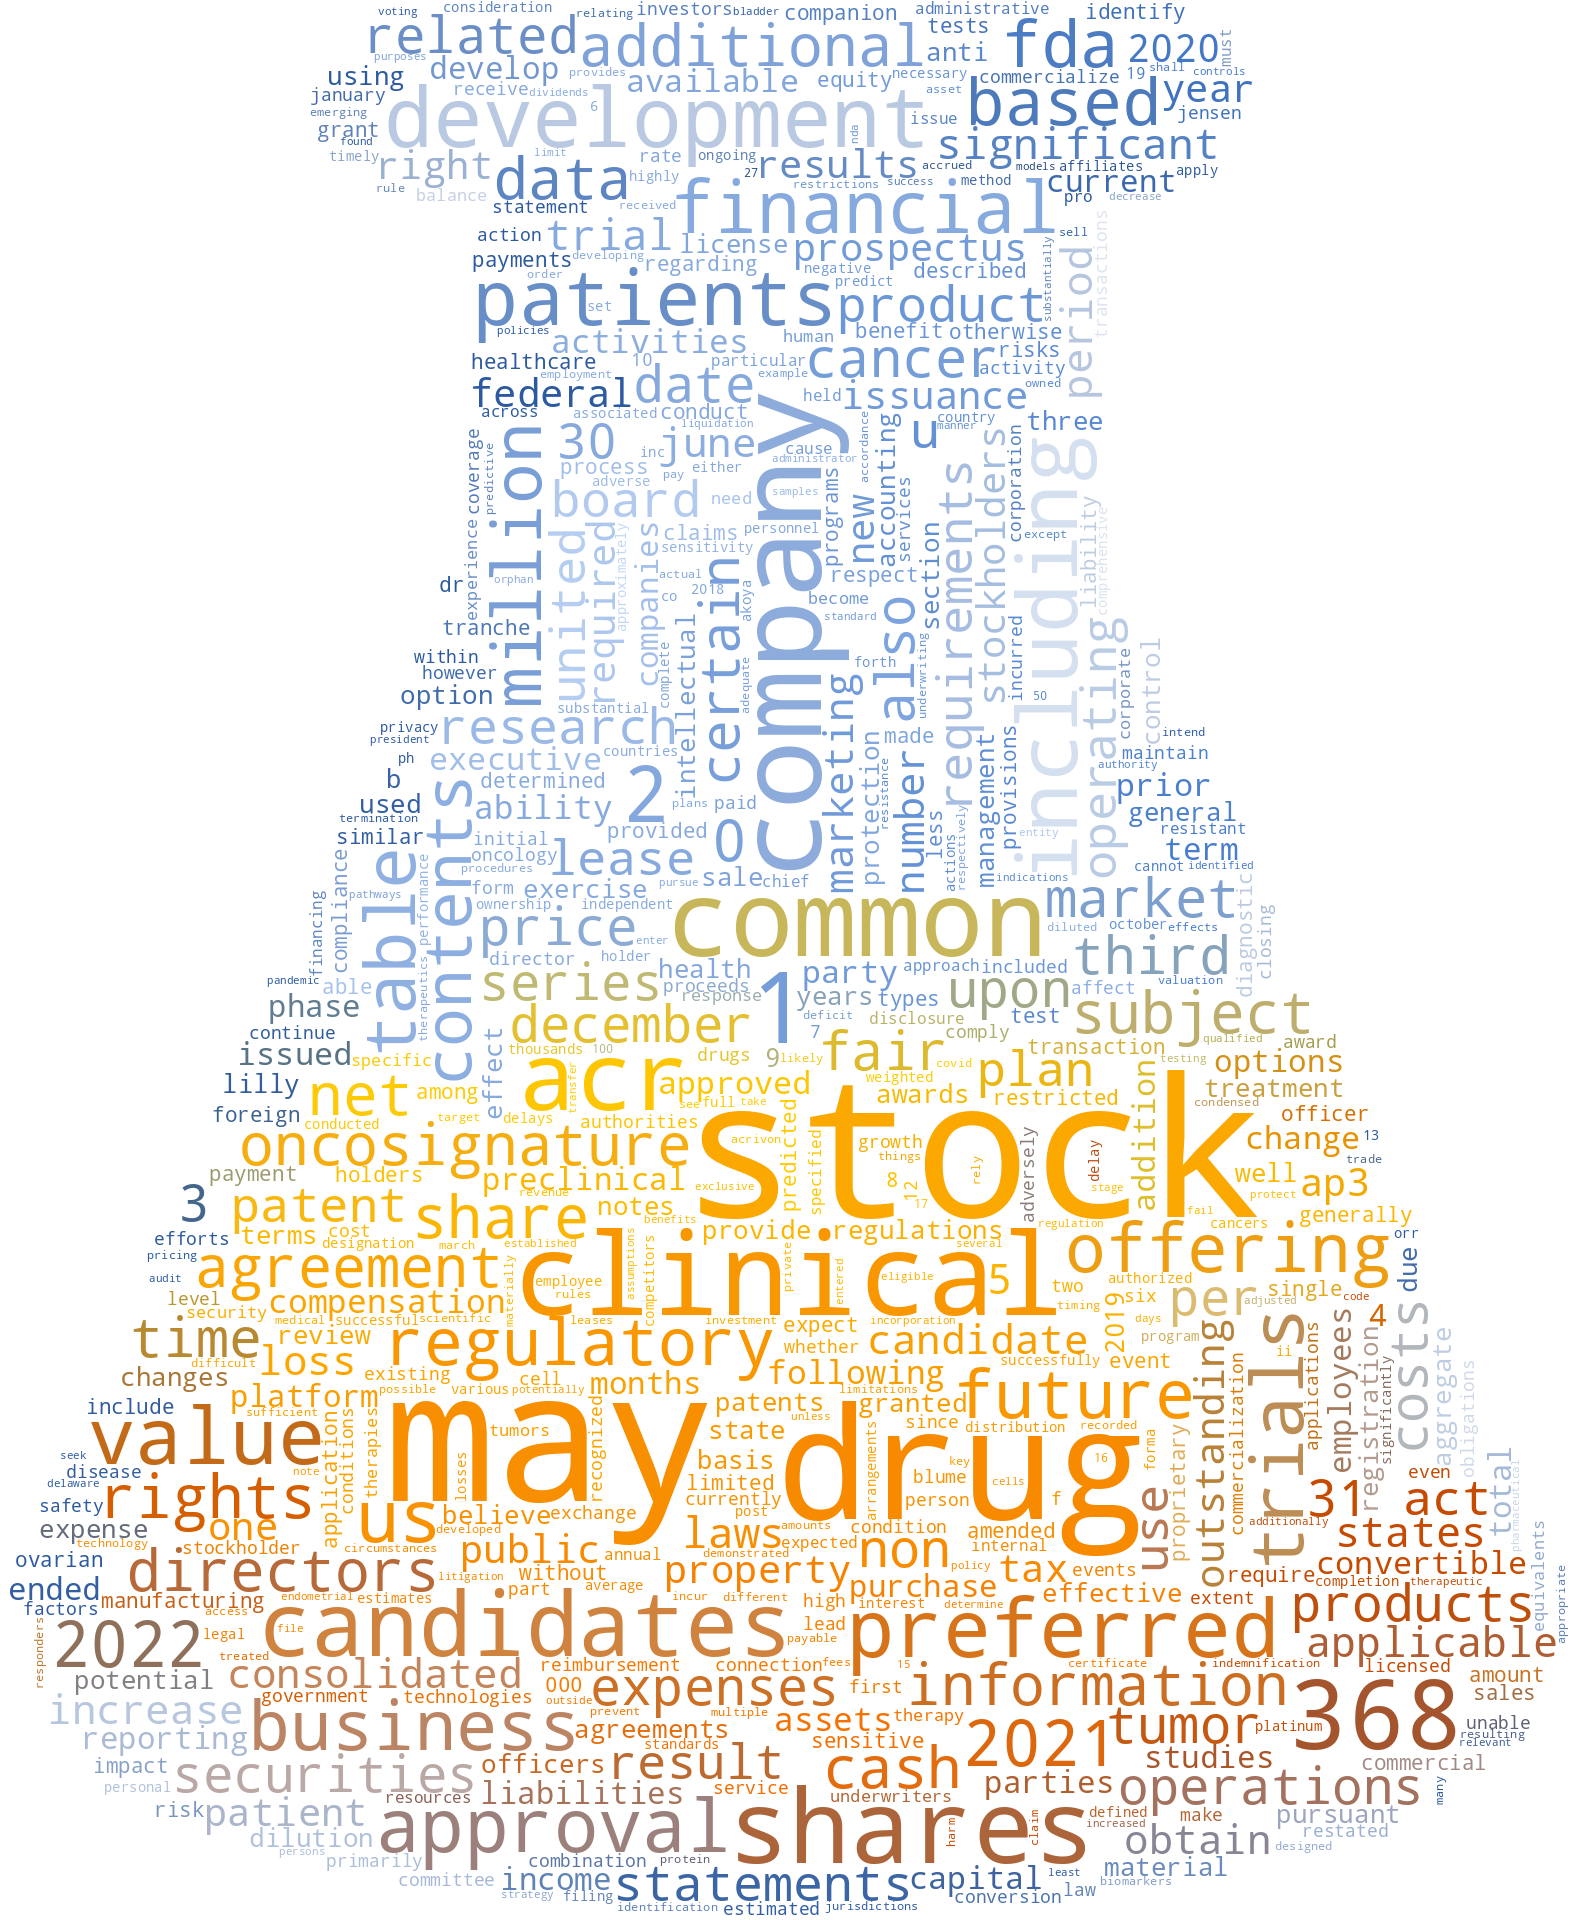 voting consideration relating investors bladder companion administrative identify
related additional tests anti fda 2020 must
purposes using develop provides available equity necessary commercialize 19 shall controls
january receive dividends 6 asset based year
emerging development issue jensen
grant found nda significant
timely right limit rate ongoing results accrued models affiliates apply
rule balance data highly 27 restrictions success method current pro decrease
statement received financial
action trial license prospectus sell transactions
payments developing regarding negative described substantially period
order predict
patients set product
policies activities human benefit otherwise
healthcare 10 particular cancer risks activity
federal employment date example held issuance owned
across associated conduct liquidation u country manner three
million 30 june cause accounting stockholders corporation including
coverage predictive process inc either administrator accordance
adverse pay board need samples programs new services requirements liability comprehensive
experience orphan united required approximately companies claims personnel company section except
sensitivity actual certain akoya respect
dr co 2018 become
tranche intellectual standard also incurred operating
within complete adequate marketing forth underwriting corporate control
however option substantial 50
privacy research made provisions intend
president executive countries protection number management maintain
ph determined resistance authority
b contents ability 2 plans paid less prior
used termination provided respectively entity general
similar initial 0 resistant
table oncology lease term
compliance performance procedures sale chief actions cannot identified
pathways form exercise pursue indications
financing ownership independent common market diagnostic closing
price enter diluted october effects
director holder health party approach included third
pandemic able therapeutics series proceeds response 1 years types upon affect valuation
phase december 7 deficit disclosure comply test subject
continue thousands 100 drugs 9 likely fair covid transaction qualified award
issued specific effect acr transfer approved weighted plan testing options
lilly net among see full take awards restricted treatment condensed
foreign conducted target delays authorities stock addition officer
oncosignature acrivon predicted specified growth things rely adversely delay change 13
payment holders preclinical exclusive 8 12 17 stage well trade
3 patent share revenue notes benefits protect ap3
efforts terms cost designation march established provide regulations several regulation fail cancers generally
pricing agreement materially employee rules assumptions competitors clinical private entered eligible 5 offering due orr
audit level compensation two authorized single code
security medical successful scientific leases investment incorporation timing six per adjusted 4
time review regulatory expect candidate 2019 days program trials ii costs
difficult loss existing whether successfully event outstanding employees registration aggregate
changes platform possible cell various potentially months following limitations future commercialization applications significantly obligations
include sufficient may patents unless granted
value tumors recognized state drug since distribution recorded proprietary
seek disease note application conditions therapies losses basis key 16 forma even
delaware rights limited arrangements blume cells total pharmaceutical
safety us believe exchange currently post person f use 31 act
expense technology one developed laws amounts condition amended additionally states
stockholder circumstances public annual demonstrated expected non internal
ovarian directors litigation without property policy tax events convertible equivalents
ended endometrial part average purchase effective require completion therapeutic appropriate
factors manufacturing access estimates incur different high interest determine extent products
responders 2022 legal file candidates lead payable preferred applicable
treated potential consolidated reimbursement connection fees 15 certificate indemnification licensed
government technologies 000 outside expenses first information amount sales
increase prevent multiple assets therapy 368
reporting business agreements standards sensitive 2021 tumor platinum unable resulting relevant
impact officers result cash studies commercial
personal securities resources liabilities service underwriters parties operations many
risk patient approval shares harm claim defined increased make pursuant
dilution restated
persons primarily combination protein obtain designed
committee income statements capital least material biomarkers
strategy filing conversion law
identification estimated jurisdictions